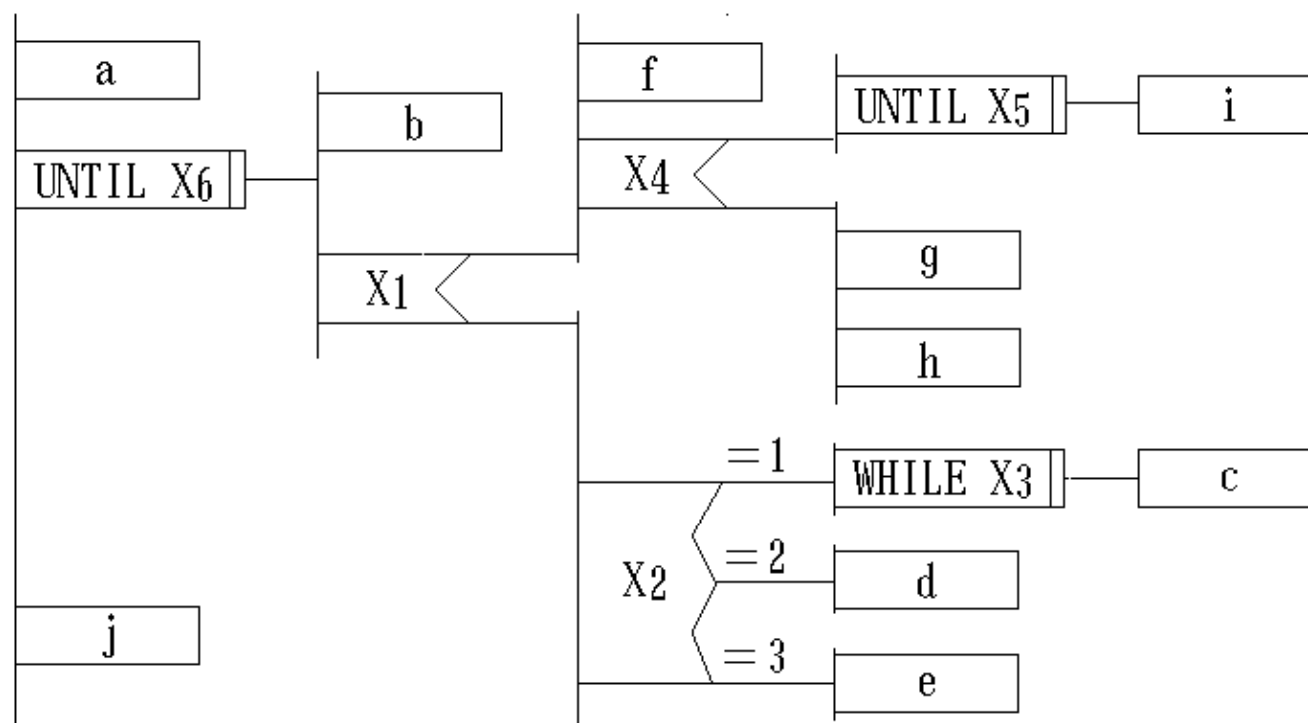 a
f
UNTIL X5
i
b
UNTIL X6
X4
g
X1
h
=1
WHILE X3
c
=2
d
X2
j
=3
e